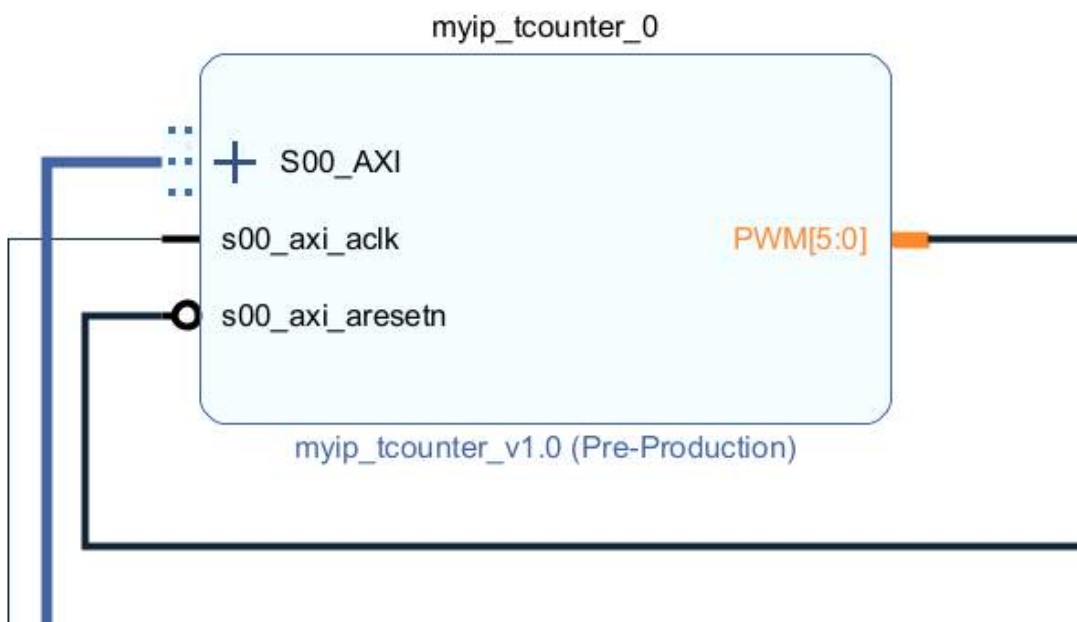 myip_tcounter_0
S00_AXI
s00_axi_aclk
PWM[5:0]
s00_axi_aresetn
myip_tcounter_v1.0 (Pre-Production)